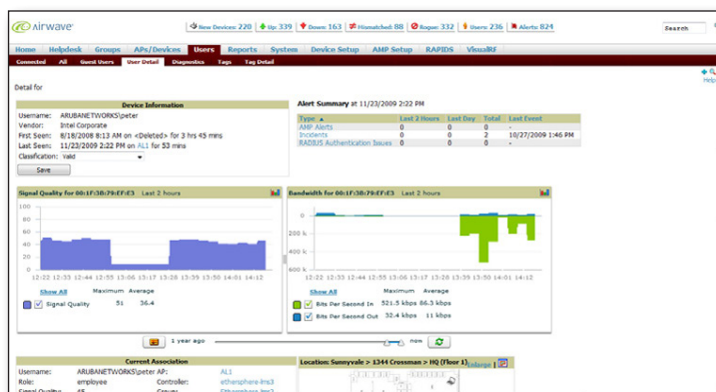 airwave
New Devices: 220 Up: 339 Down: 163 Mismatched: 88 Rogue: 332 Users: 236 Alerts: 824
Search
Home Helpdesk Groups APs/Devices Users Reports System Device Setup AMP Setup RAPIDS VisualRF
Connected All Guest Users User Detail Diagnostics Tags Tag Detail
Help
Detail for
Device Information
Username: ARUBANETWORKS\peter
Vendor: Intel Corporate
First Seen: 8/18/2008 8:13 AM on <Deleted> for 3 hrs 45 mins
Last Seen: 11/23/2009 2:22 PM on AL1 for 53 mins
Classification: Valid
Save
Alert Summary at 11/23/2009 2:22 PM
Type Last 2 Hours Last Day Total Last Event
AMP Alerts 0 0 0 -
Incidents 0 0 2 10/27/2009 1:46 PM
RADIUS Authentication Issues 0 0 0 -
Signal Quality for 00:1F:3B:79:EF:E3 Last 2 hours
100
80
60
40
20
0
12:22 12:33 12:44 12:55 13:06 13:17 13:28 13:39 13:50 14:01 14:12
Show All Maximum Average
Signal Quality 51 36.4
Bandwidth for 00:1F:3B:79:EF:E3 Last 2 hours
0
200 k
400 k
600 k
12:22 12:33 12:44 12:55 13:06 13:17 13:28 13:39 13:50 14:01 14:12
Show All Maximum Average
Bits Per Second In 521.5 kbps 86.3 kbps
Bits Per Second Out 32.4 kbps 11 kbps
1 year ago now
Current Association
Username: ARUBANETWORKS\peter AP: AL1
Role: employee Controller: ethersphere-lms3
Signal Quality 45
Location: Sunnyvale > 1344 Crossman > HQ (Floor 1) Enlarge